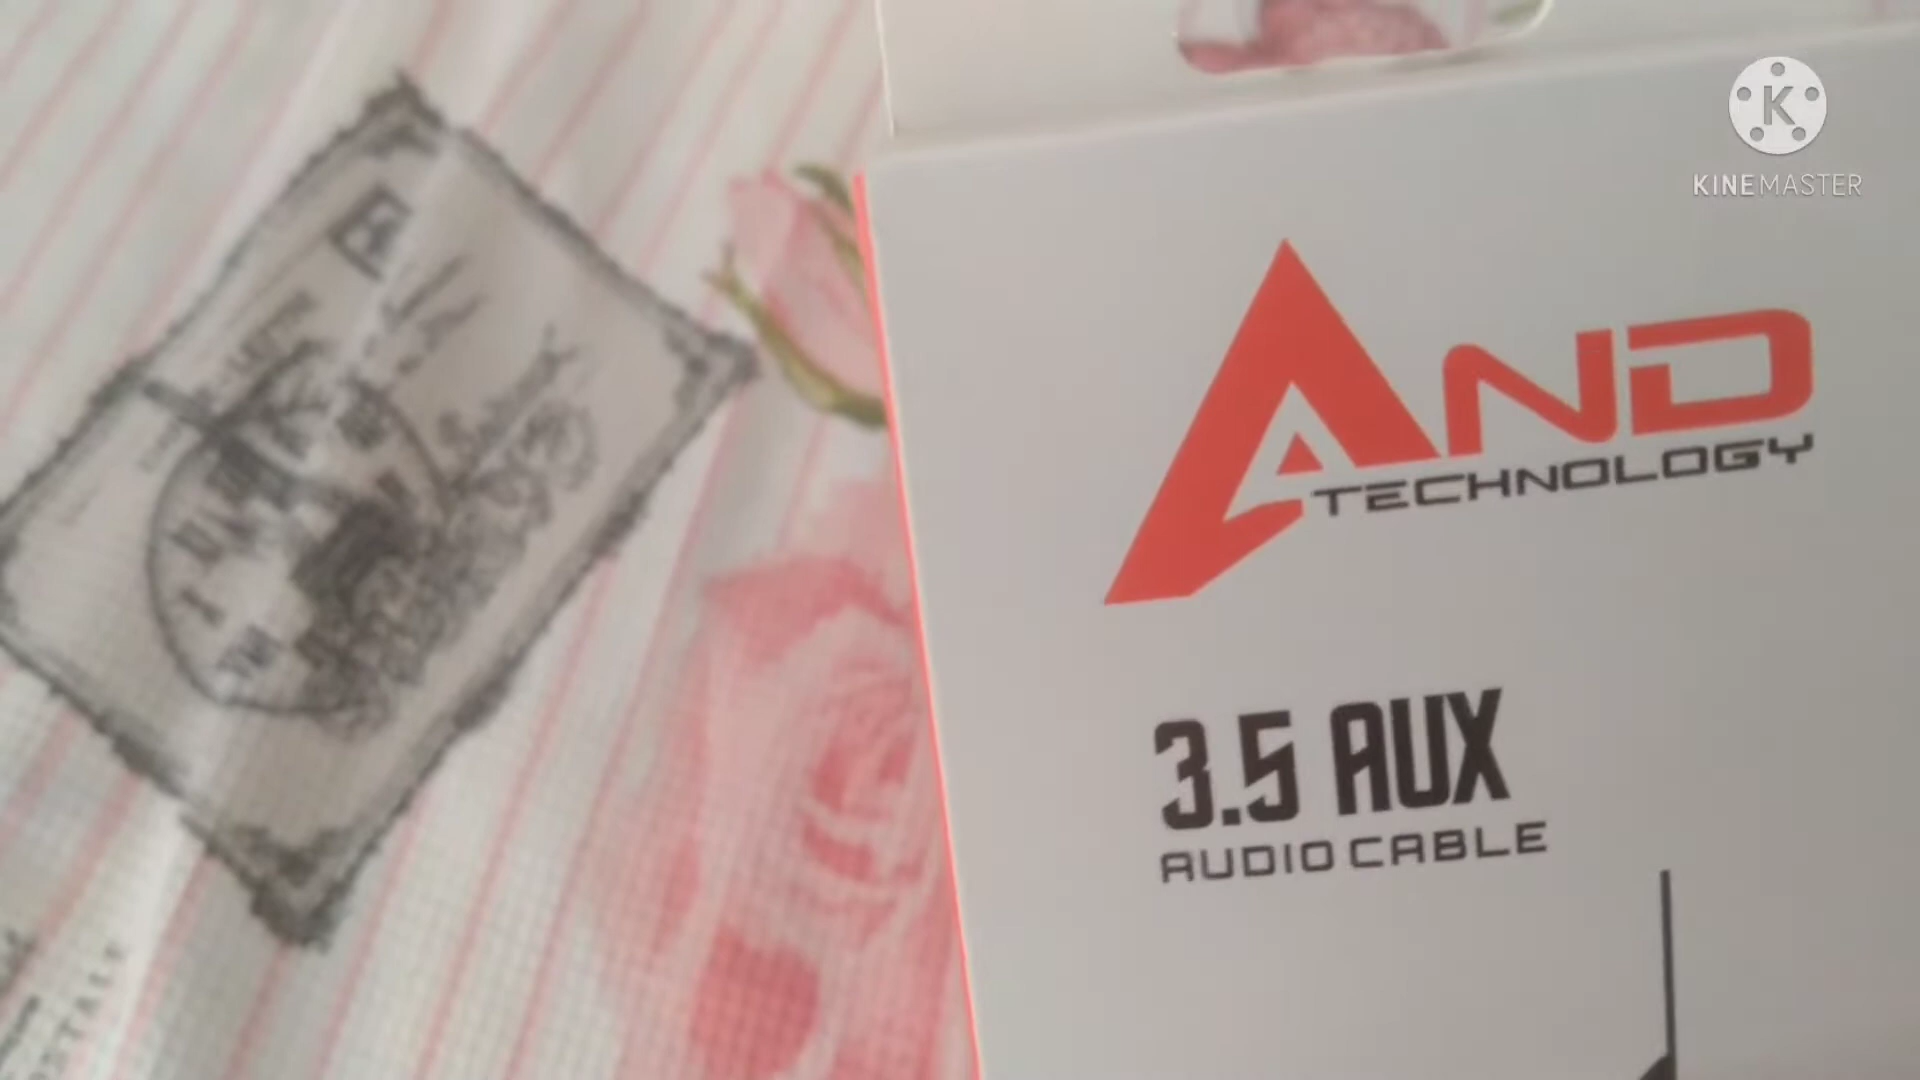 KINEMASTER
AND
TECHNOLOGY
3.5 AUX
AUDIO CABLE